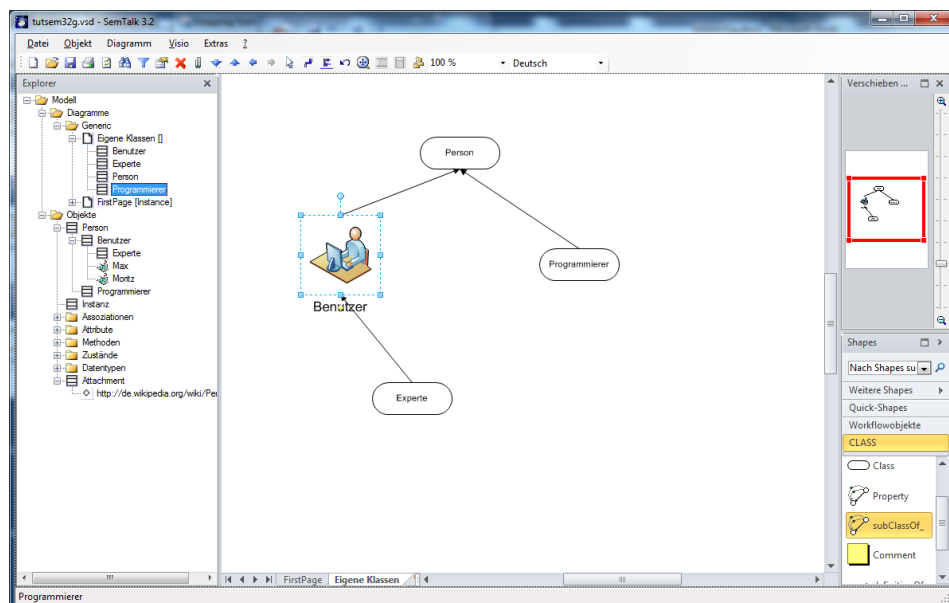 tutsem32g.vsd - SemTalk 3.2
Datei Objekt Diagramm Visio Extras ?
100 % Deutsch
Explorer
Modell
Diagramme
Generic
Eigene Klassen []
Benutzer
Experte
Person
Programmierer
FirstPage [Instance]
Objekte
Person
Benutzer
Experte
Max
Moritz
Programmierer
Instanz
Assoziationen
Attribute
Methoden
Zustände
Datentypen
Attachment
http://de.wikipedia.org/wiki/Per
Person
Programmierer
Benutzer
Experte
FirstPage Eigene Klassen
Verschieben ...
Shapes
Nach Shapes su
Weitere Shapes
Quick-Shapes
Workflowobjekte
CLASS
Class
Property
subClassOf_
Comment
Programmierer